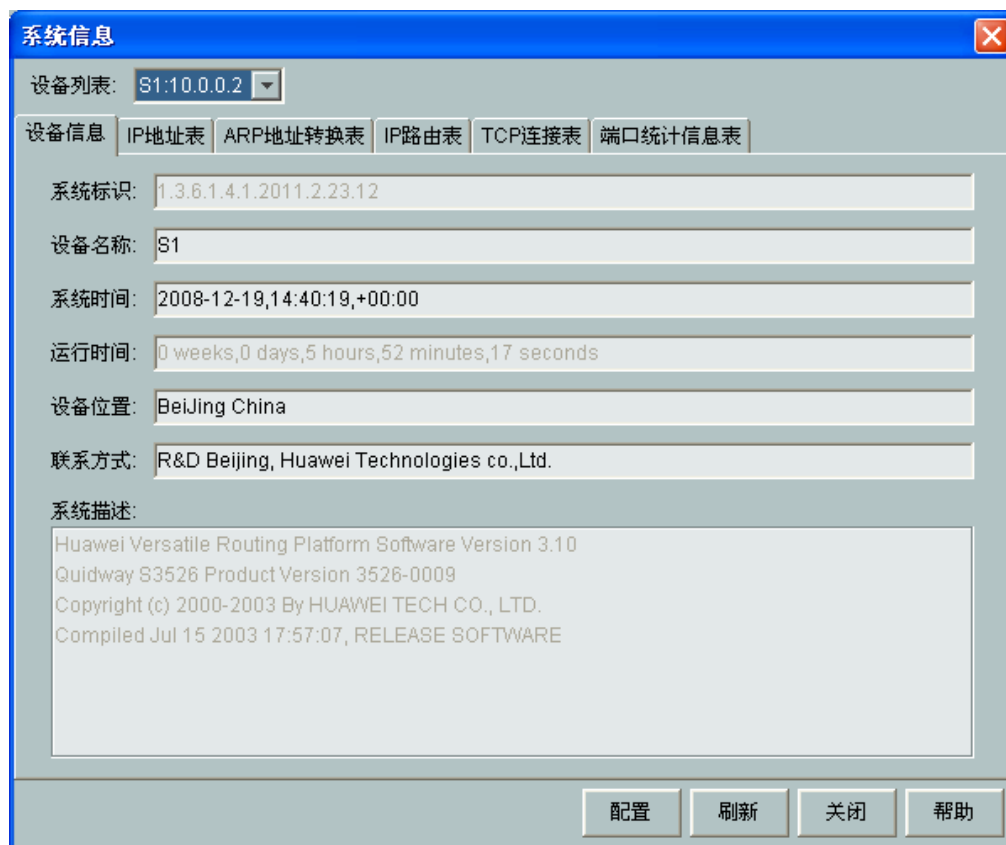 系统信息
设备列表: S1:10.0.0.2
设备信息 IP地址表 ARP地址转换表 IP路由表 TCP连接表 端口统计信息表
系统标识: 1.3.6.1.4.1.2011.2.23.12
设备名称: S1
系统时间: 2008-12-19,14:40:19,+00:00
运行时间: 0 weeks,0 days,5 hours,52 minutes,17 seconds
设备位置: BeiJing China
联系方式: R&D Beijing, Huawei Technologies co.,Ltd.
系统描述:
Huawei Versatile Routing Platform Software Version 3.10
Quidway S3526 Product Version 3526-0009
Copyright (c) 2000-2003 By HUAWEI TECH CO., LTD.
Compiled Jul 15 2003 17:57:07, RELEASE SOFTWARE
配置 刷新 关闭 帮助